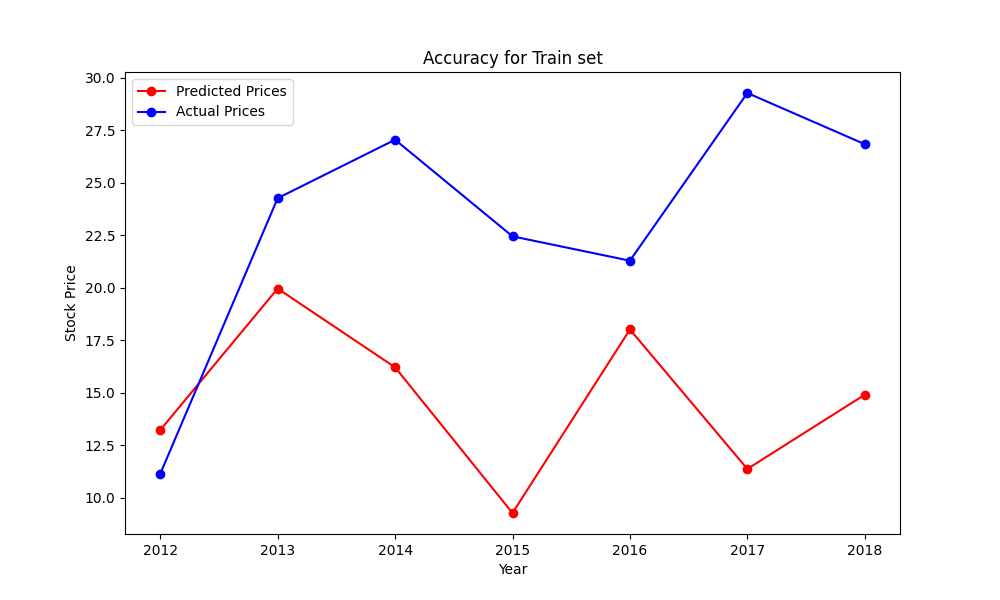 Accuracy for Train set
Predicted Prices
Actual Prices
30.0
27.5
25.0
22.5
20.0
17.5
15.0
12.5
10.0
Stock Price
2012 2013 2014 2015 2016 2017 2018
Year